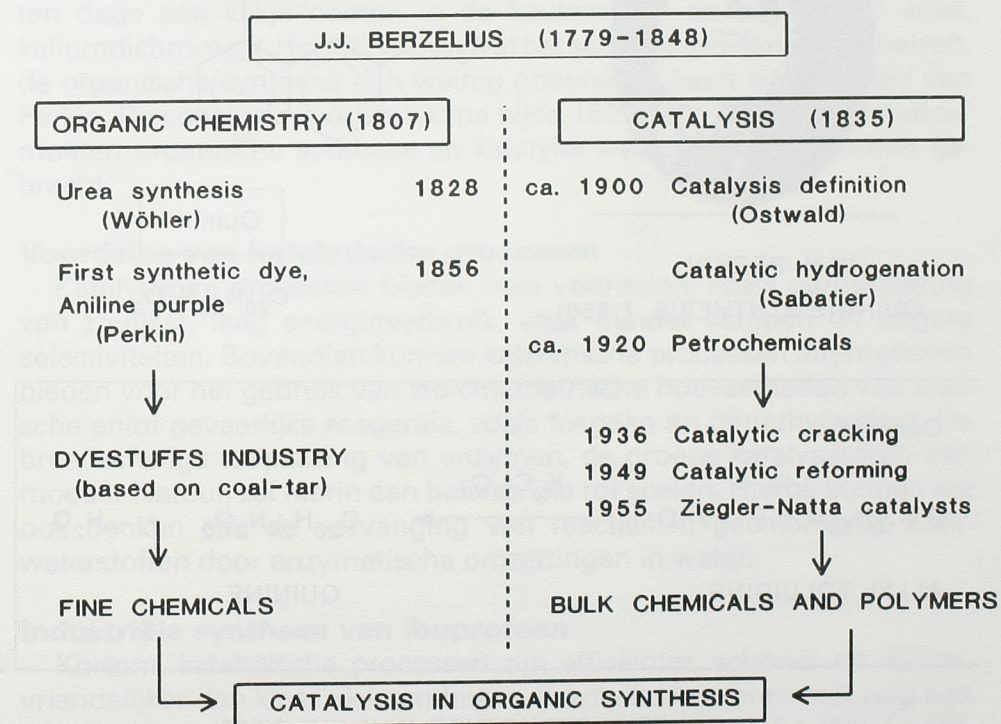 J.J. BERZELIUS (1779-1848)
ORGANIC CHEMISTRY (1807)
Urea synthesis 1828
(Wöhler)
First synthetic dye, 1856
Aniline purple
(Perkin)
DYESTUFFS INDUSTRY
(based on coal-tar)
FINE CHEMICALS
CATALYSIS (1835)
ca. 1900 Catalysis definition
(Ostwald)
Catalytic hydrogenation
(Sabatier)
ca. 1920 Petrochemicals
1936 Catalytic cracking
1949 Catalytic reforming
1955 Ziegler-Natta catalysts
BULK CHEMICALS AND POLYMERS
CATALYSIS IN ORGANIC SYNTHESIS